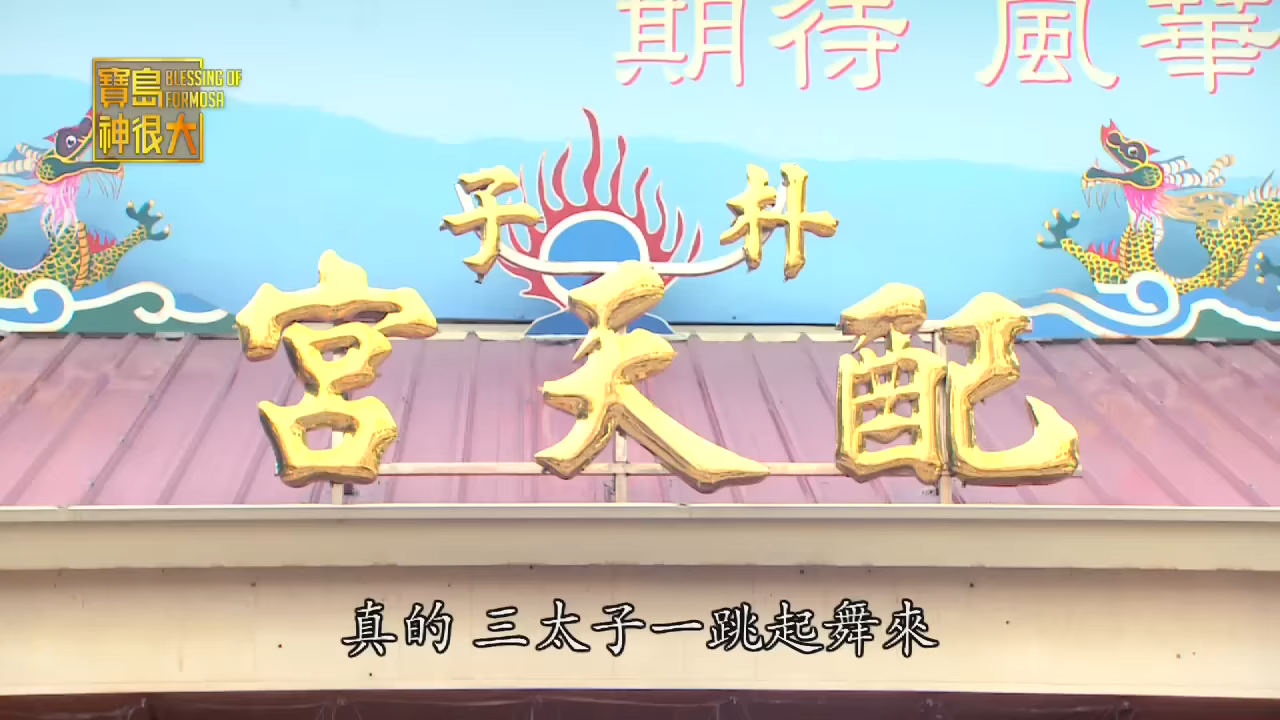 期待 風華
寶島
神很大
BLESSING OF
FORMOSA
朴子
配天宮
真的 三太子一跳起舞來